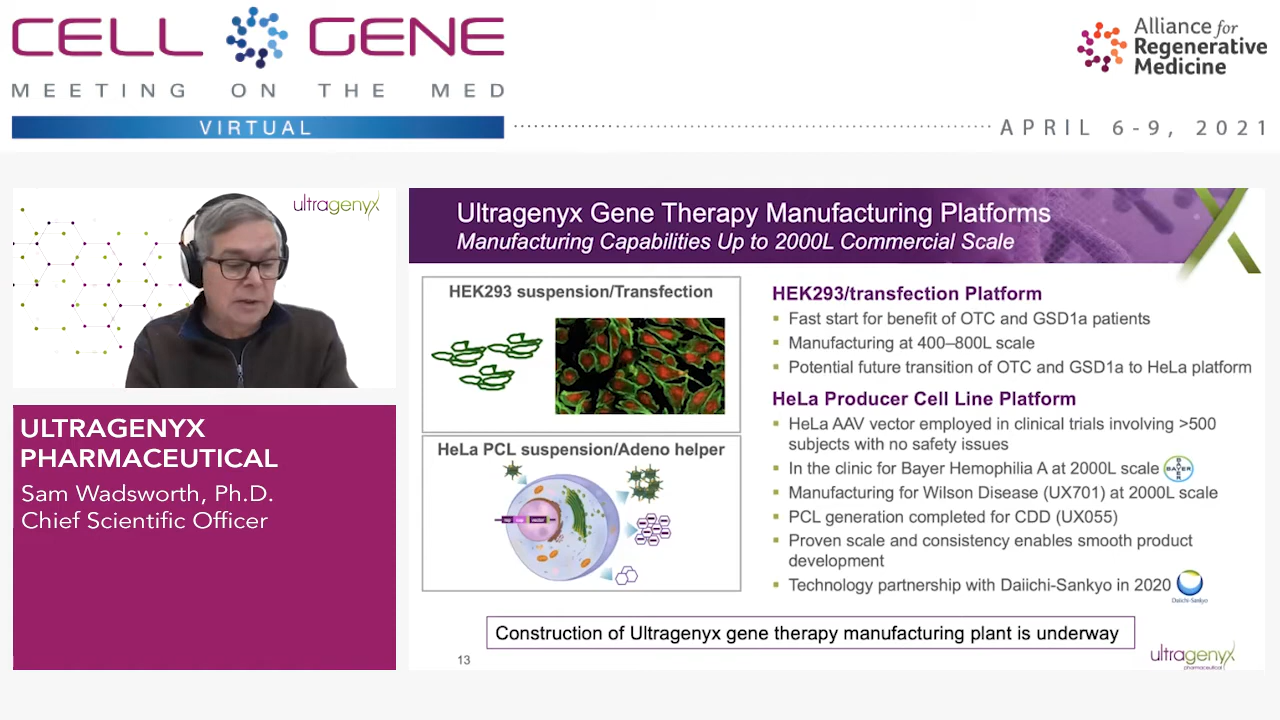 CELL GENE
MEETING ON THE MED
VIRTUAL
Alliance for
Regenerative
Medicine
APRIL 6-9, 2021
ultragenyx
ULTRAGENYX
PHARMACEUTICAL
Sam Wadsworth, Ph.D.
Chief Scientific Officer
Ultragenyx Gene Therapy Manufacturing Platforms
Manufacturing Capabilities Up to 2000L Commercial Scale
HEK293 suspension/Transfection
HeLa PCL suspension/Adeno helper
HEK293/transfection Platform
▪ Fast start for benefit of OTC and GSD1a patients
▪ Manufacturing at 400–800L scale
▪ Potential future transition of OTC and GSD1a to HeLa platform
HeLa Producer Cell Line Platform
▪ HeLa AAV vector employed in clinical trials involving >500
subjects with no safety issues
▪ In the clinic for Bayer Hemophilia A at 2000L scale
BAYER
▪ Manufacturing for Wilson Disease (UX701) at 2000L scale
▪ PCL generation completed for CDD (UX055)
▪ Proven scale and consistency enables smooth product
development
▪ Technology partnership with Daiichi-Sankyo in 2020
Daiichi-Sankyo
Construction of Ultragenyx gene therapy manufacturing plant is underway
13
ultragenyx
pharmaceutical